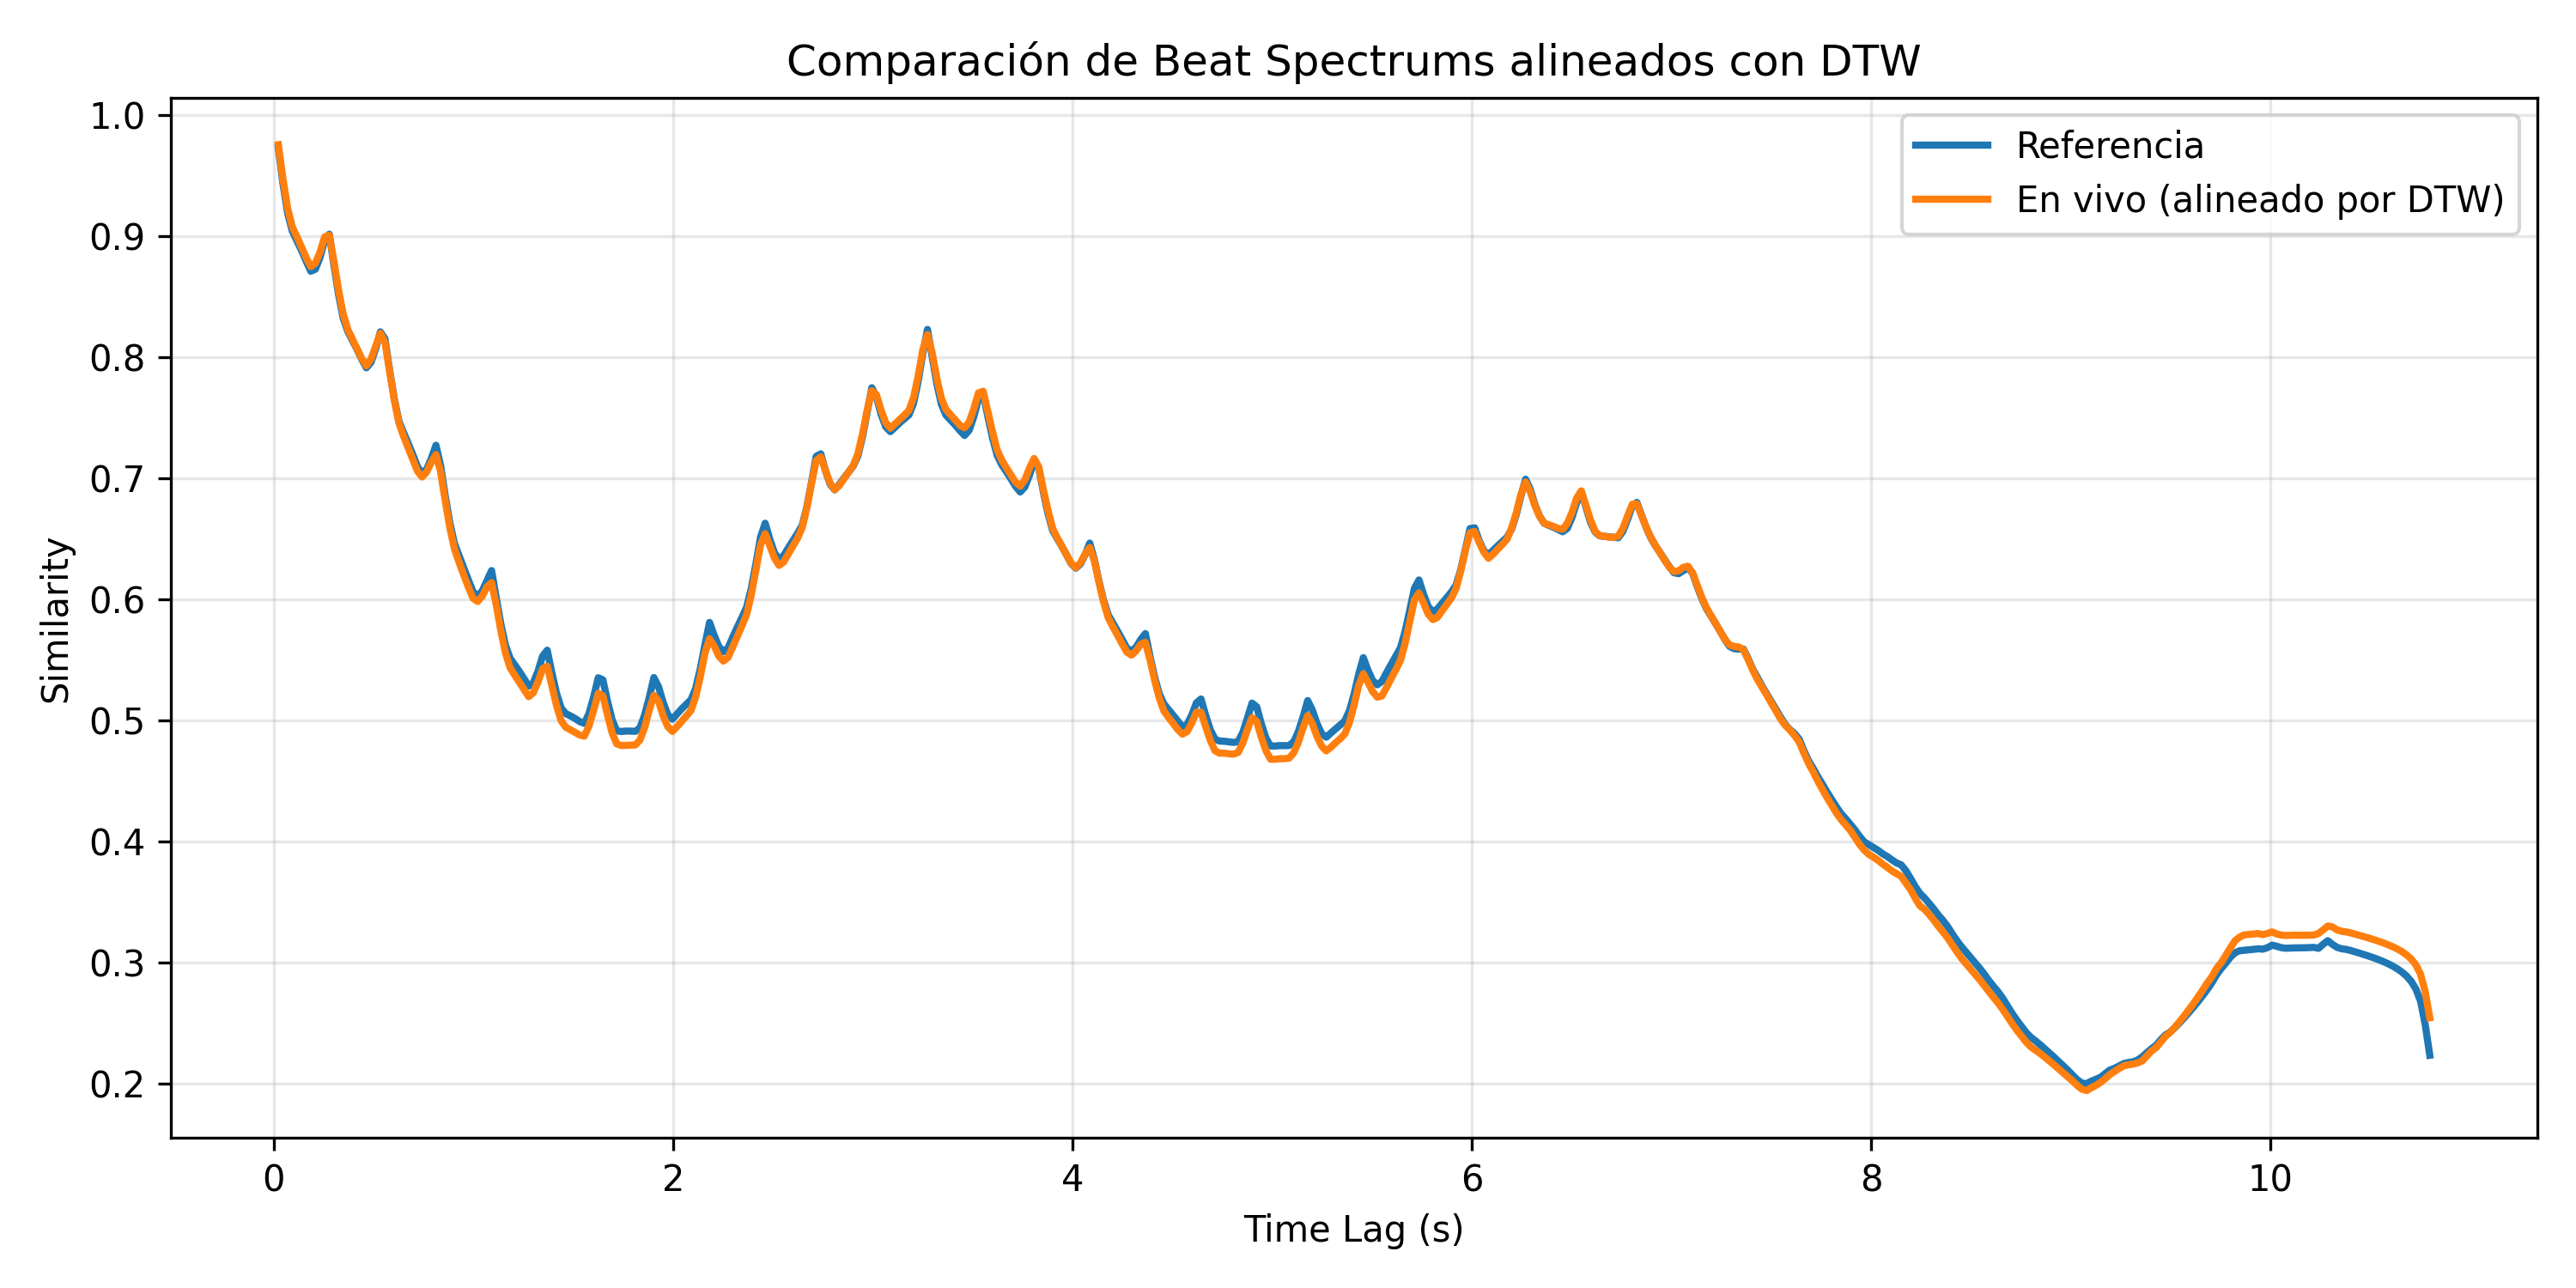 Comparación de Beat Spectrums alineados con DTW
Referencia
En vivo (alineado por DTW)
Similarity
1.0
0.9
0.8
0.7
0.6
0.5
0.4
0.3
0.2
0 2 4 6 8 10
Time Lag (s)